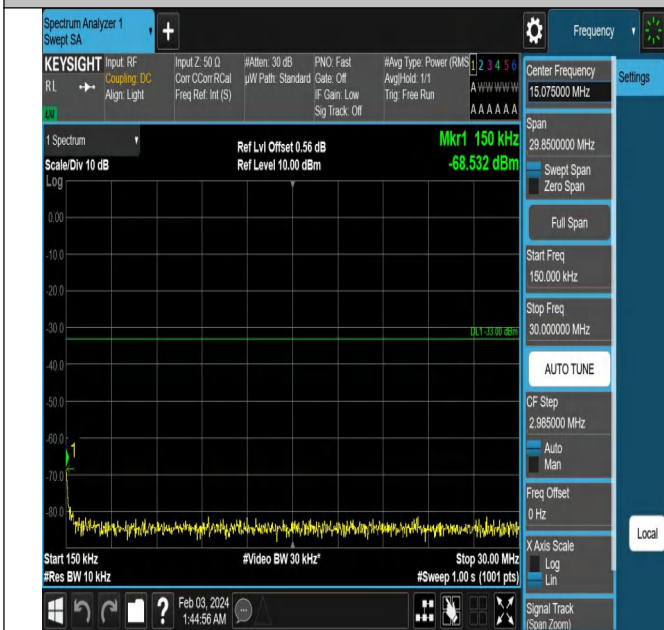 Spectrum Analyzer 1
Swept SA
Frequency
KEYSIGHT
RL
LXI
Input: RF
Coupling: DC
Align: Light
Input Z: 50 Ω
Corr CCorr RCal
Freq Ref: Int (S)
#Atten: 30 dB
µW Path: Standard
PNO: Fast
Gate: Off
IF Gain: Low
Sig Track: Off
#Avg Type: Power (RMS
Avg|Hold: 1/1
Trig: Free Run
1 2 3 4 5 6
A W W W W W
A A A A A A
1 Spectrum
Scale/Div 10 dB
Log
Ref Lvl Offset 0.56 dB
Ref Level 10.00 dBm
Mkr1 150 kHz
-68.532 dBm
0.00
-10.0
-20.0
-30.0
-40.0
-50.0
-60.0
-70.0
-80.0
DL1 -33.00 dBm
1
Start 150 kHz
#Res BW 10 kHz
#Video BW 30 kHz*
Stop 30.00 MHz
#Sweep 1.00 s (1001 pts)
?
Feb 03, 2024
1:44:56 AM
Center Frequency
15.075000 MHz
Settings
Span
29.8500000 MHz
Swept Span
Zero Span
Full Span
Start Freq
150.000 kHz
Stop Freq
30.000000 MHz
AUTO TUNE
CF Step
2.985000 MHz
Auto
Man
Freq Offset
0 Hz
X Axis Scale
Log
Lin
Local
Signal Track
(Span Zoom)